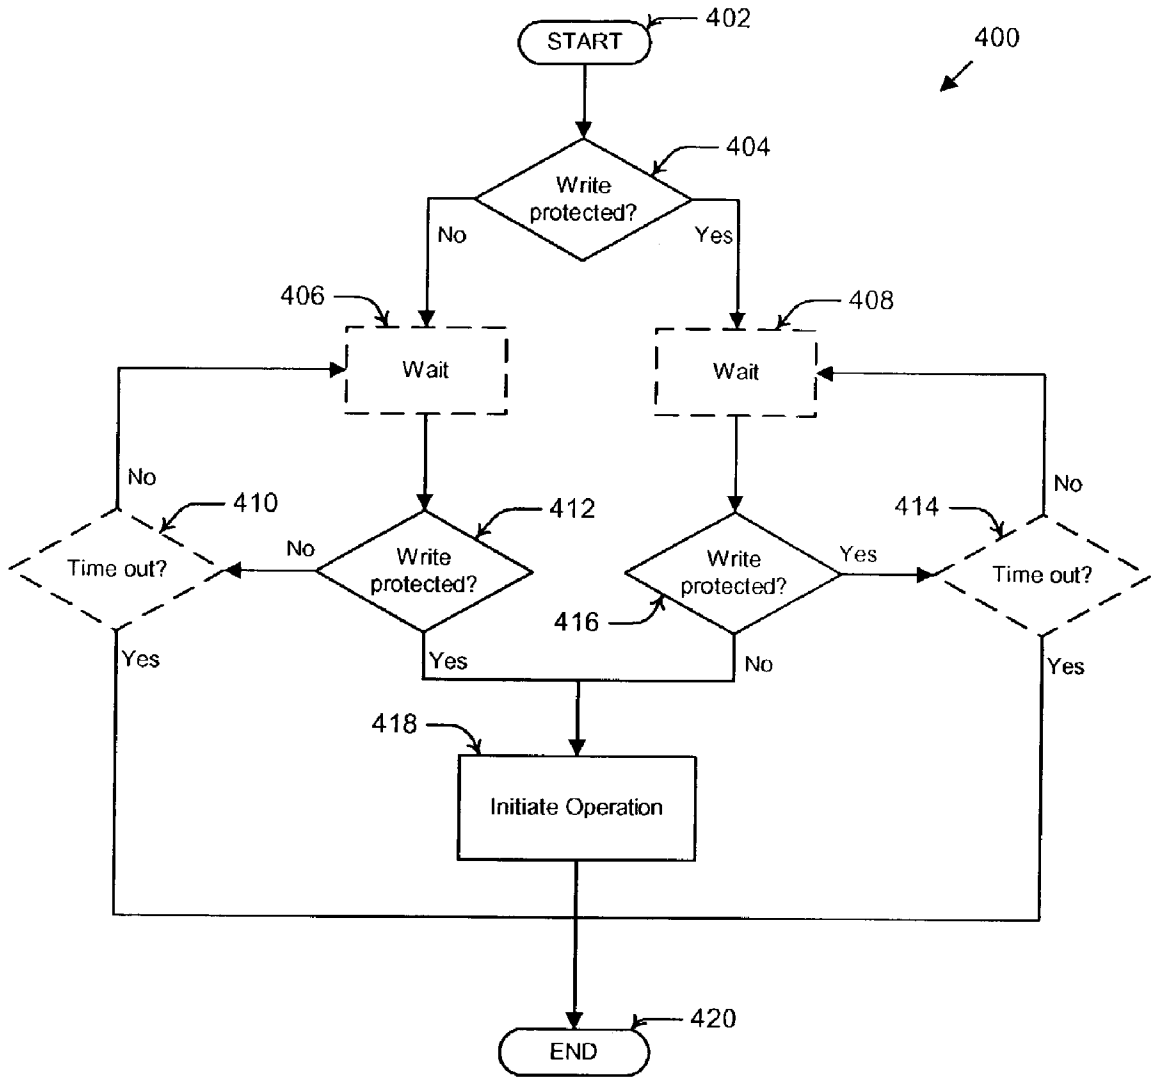 402
START
400
404
Write
protected?
No
Yes
406
408
Wait
Wait
No
No
410
412
414
Time out?
No
Write
protected?
Write
protected?
Yes
Time out?
416
Yes
Yes
No
Yes
418
Initiate Operation
420
END